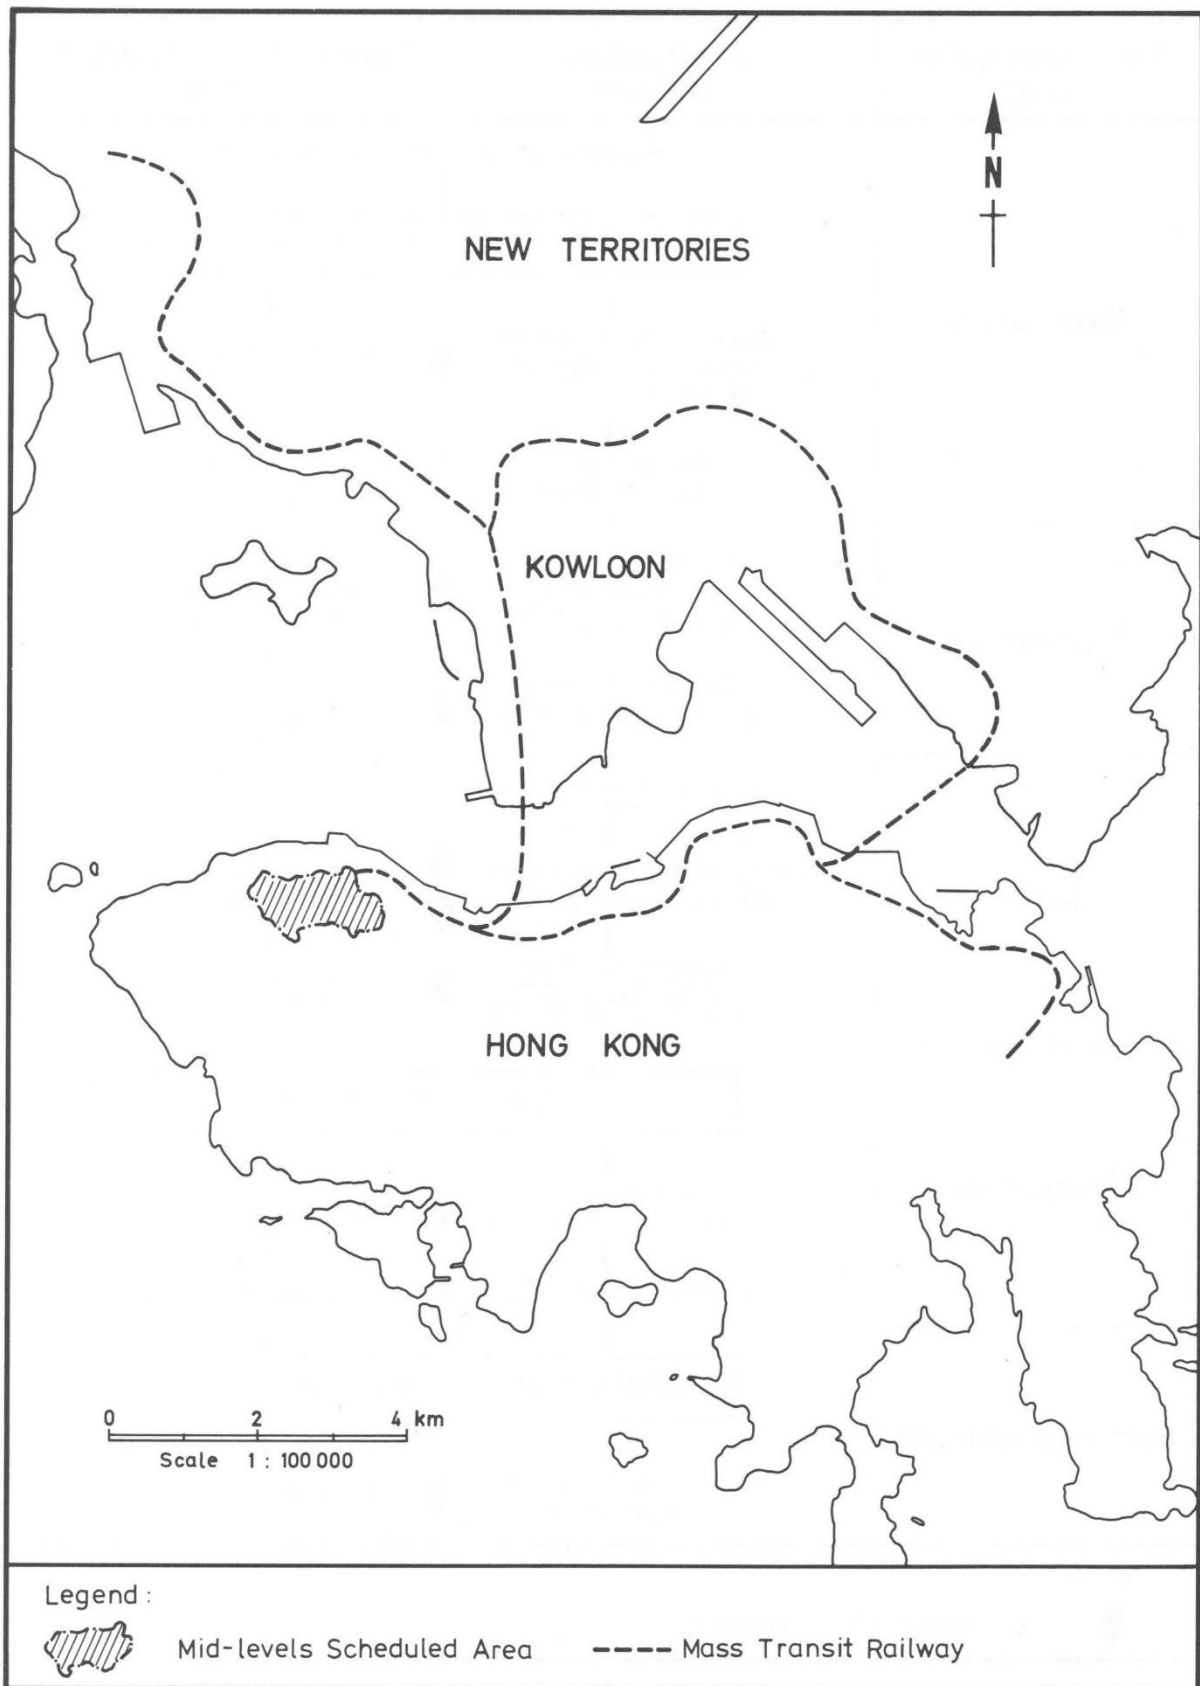 N
NEW TERRITORIES
KOWLOON
HONG KONG
0 2 4 km
Scale 1 : 100 000
Legend :
Mid-levels Scheduled Area
Mass Transit Railway